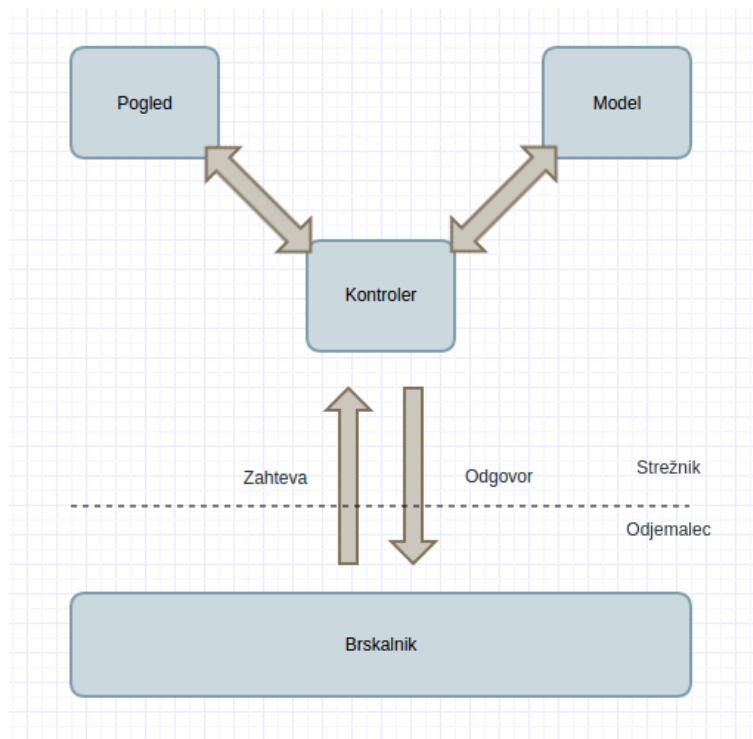 Pogled
Model
Kontroler
Zahteva
Odgovor
Strežnik
Odjemalec
Brskalnik